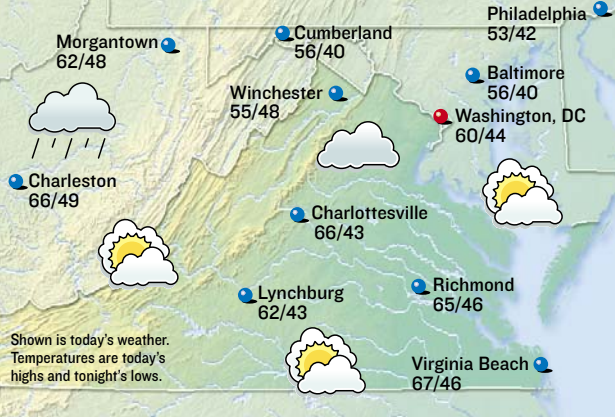 Philadelphia
53/42
Morgantown
62/48
Cumberland
56/40
Baltimore
56/40
Winchester
55/48
Washington, DC
60/44
Charleston
66/49
Charlottesville
66/43
Lynchburg
62/43
Richmond
65/46
Virginia Beach
67/46
Shown is today's weather.
Temperatures are today's
highs and tonight's lows.